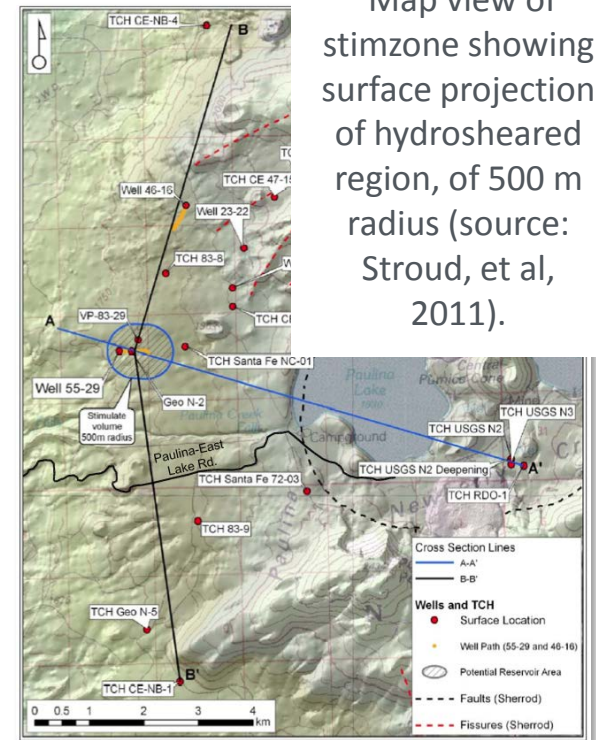 Map view of
stimzone showing
surface projection
of hydrosheared
region, of 500 m
radius (source:
Stroud, et al,
2011).
TCH CE-NB-4
B
TCH CE 47-15
Well 46-16
Well 23-22
TCH 83-8
VP-83-29
A
TCH Santa Fe NC-01
Well 55-29
Geo N-2
Stimulate
volume
500m radius
Paulina
Lake
Central
Pumice Cone
TCH USGS N3
TCH USGS N2
Campground
Paulina-East
Lake Rd.
TCH USGS N2 Deepening
A'
TCH Santa Fe 72-03
TCH RDO-1
TCH 83-9
TCH Geo N-5
B'
TCH CE-NB-1
Cross Section Lines
A-A'
B-B'
Wells and TCH
Surface Location
Well Path (55-29 and 46-16)
Potential Reservoir Area
Faults (Sherrod)
Fissures (Sherrod)
0 0.5 1 2 3 4
km